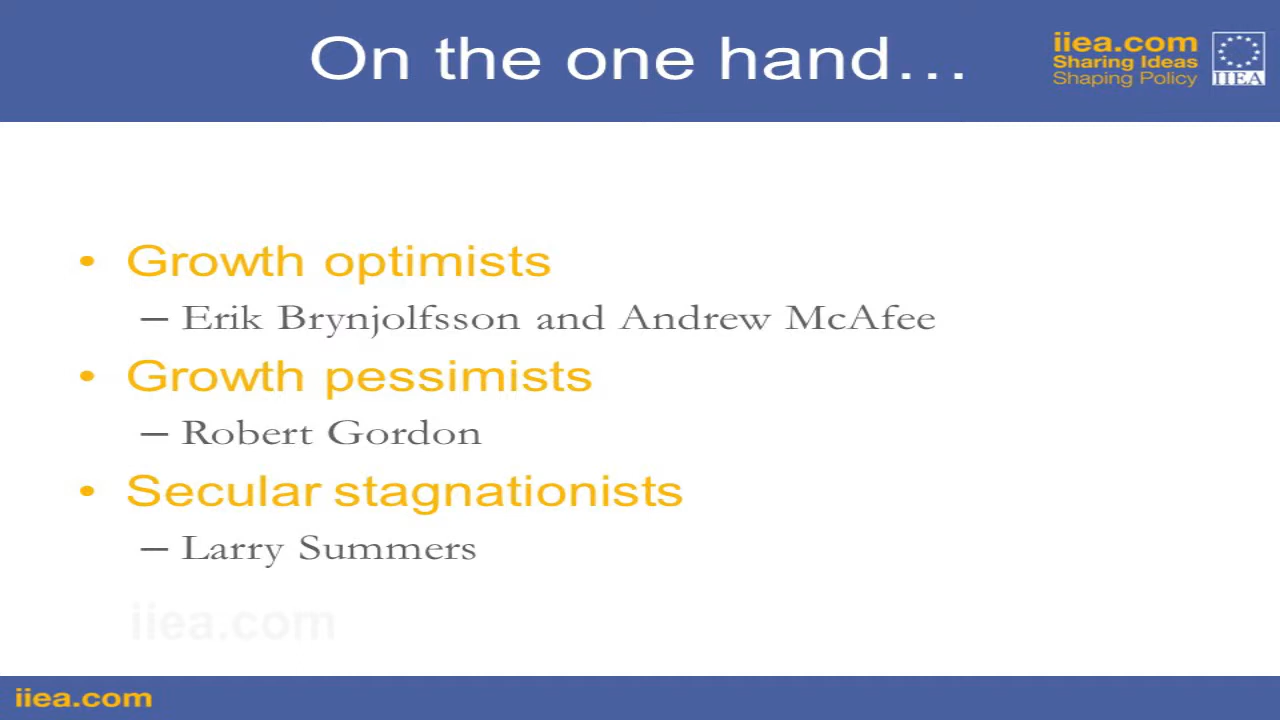 On the one hand…
iiea.com
Sharing Ideas
Shaping Policy
IIEA
• Growth optimists
– Erik Brynjolfsson and Andrew McAfee
• Growth pessimists
– Robert Gordon
• Secular stagnationists
– Larry Summers
iiea.com
iiea.com